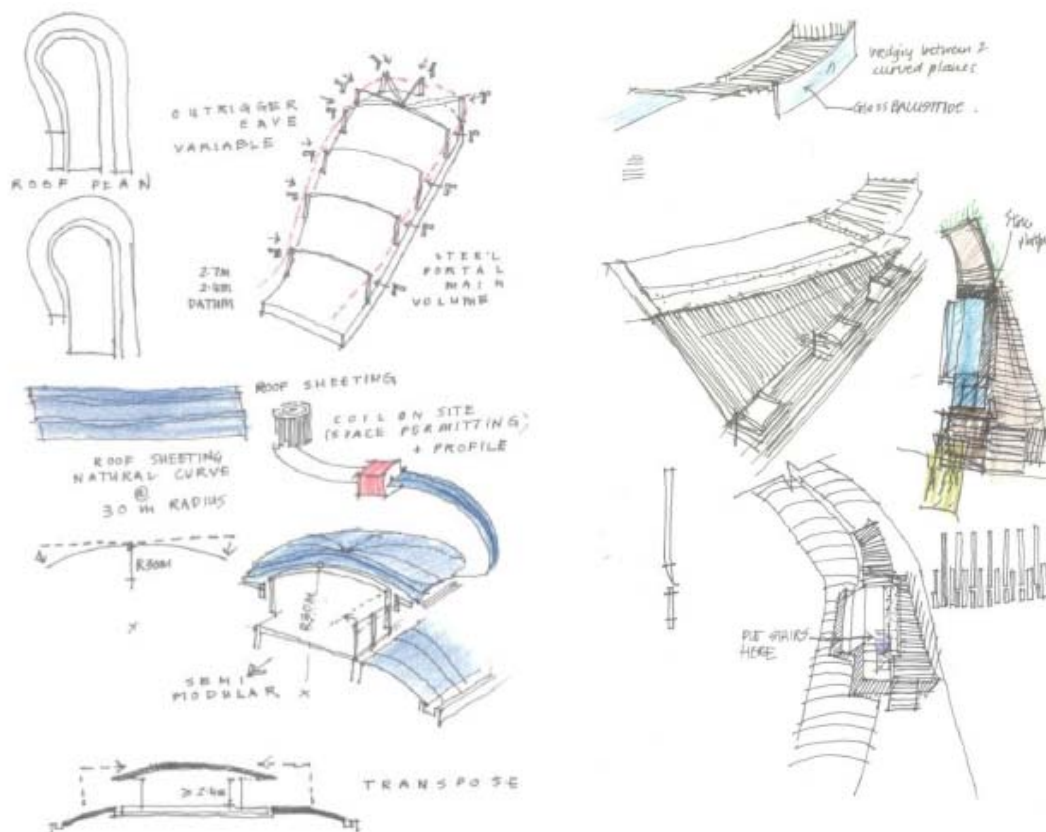 ROOF PLAN
OUTRIGGER
EAVE
VARIABLE
2.7m
2.4m
DATUM
STEEL
PORTAL
MAIN
VOLUME
ROOF SHEETING
COIL ON SITE
(SPACE PERMITTING)
+ PROFILE
ROOF SHEETING
NATURAL CURVE
@
30 m RADIUS
R30M
X
R30M
X
SEMI
MODULAR
≥ 2.4m
TRANSPOSE
wedging between 2
curved planes
GLASS BALUSTRADE.
STAIRS
HERE